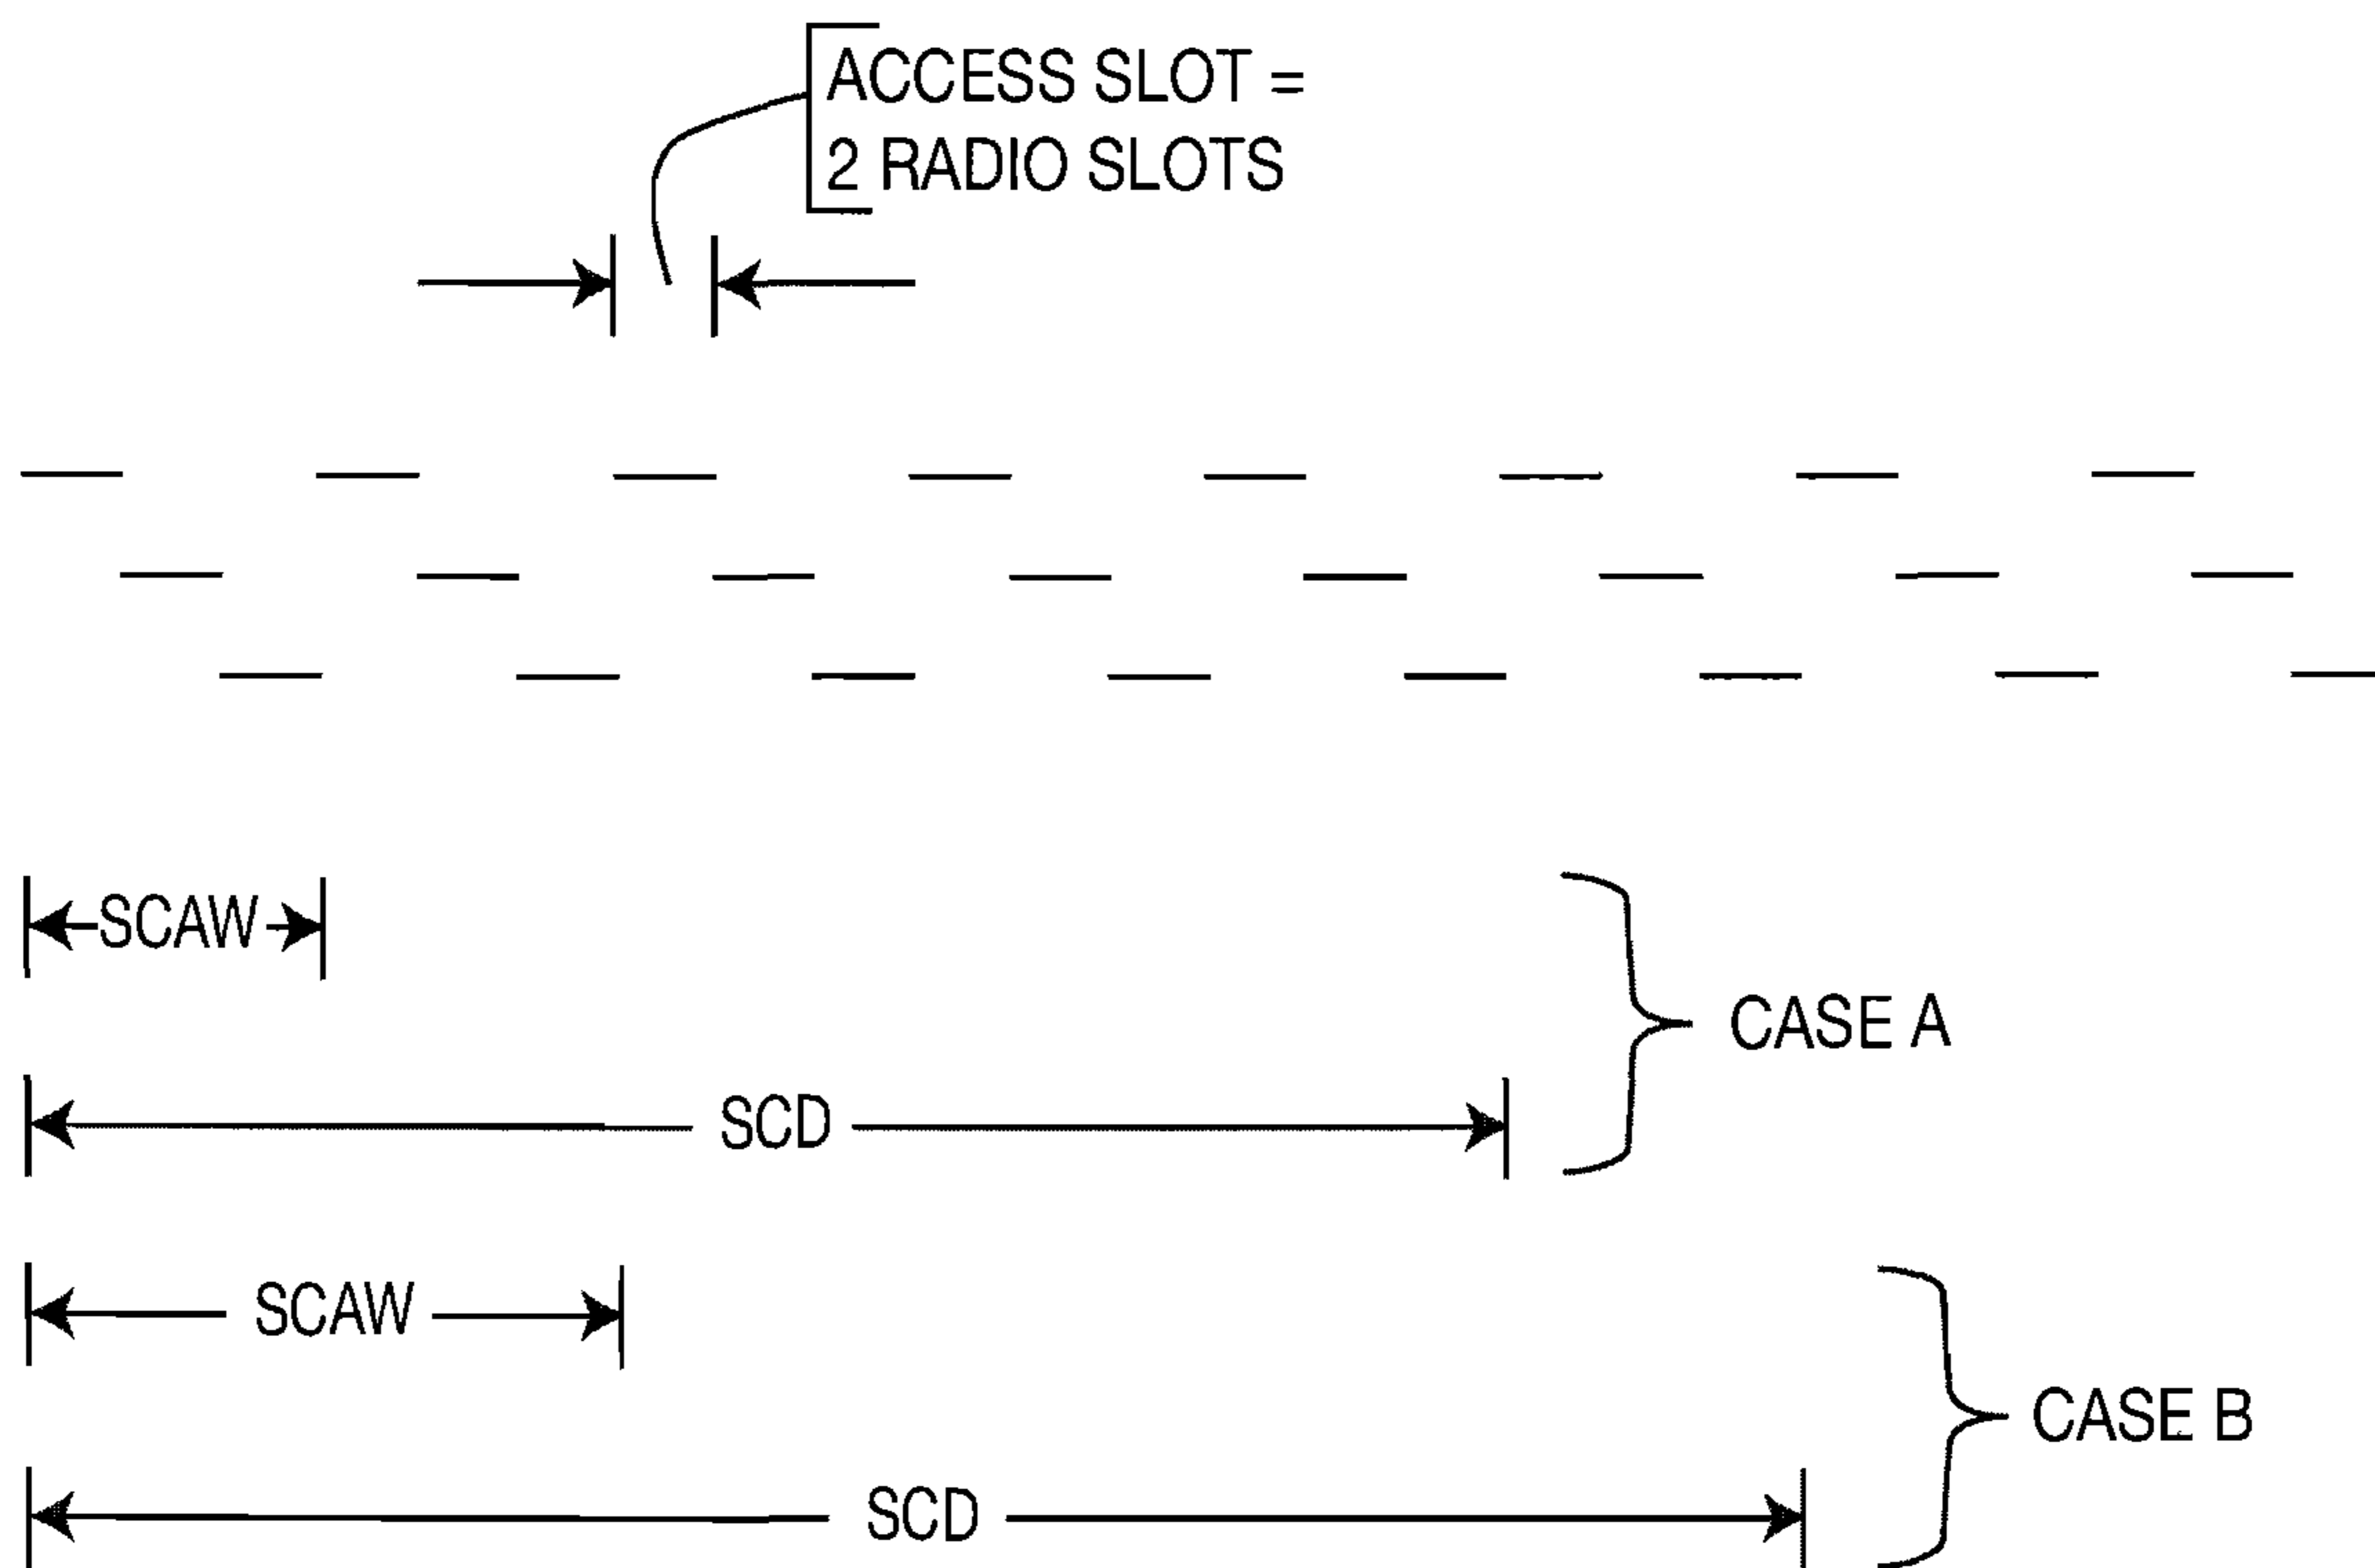 ACCESS SLOT =
2 RADIO SLOTS
SCAW
CASE A
SCD
SCAW
CASE B
SCD